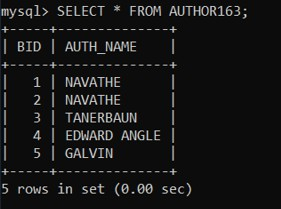 mysql> SELECT * FROM AUTHOR163;
+-----+--------------+
| BID | AUTH_NAME    |
+-----+--------------+
|   1 | NAVATHE      |
|   2 | NAVATHE      |
|   3 | TANERBAUN    |
|   4 | EDWARD ANGLE |
|   5 | GALVIN       |
+-----+--------------+
5 rows in set (0.00 sec)